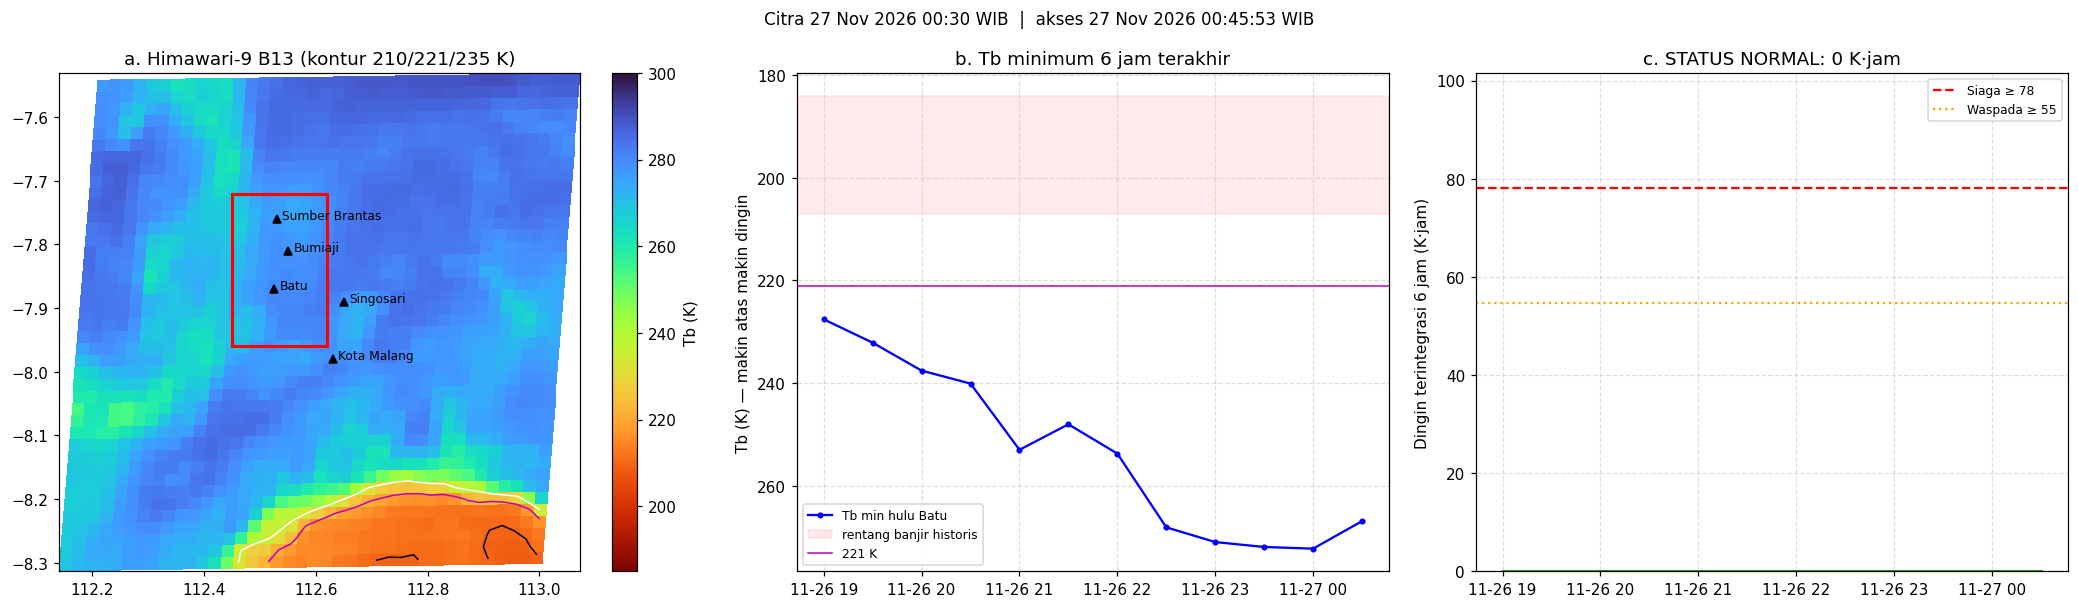 Citra 27 Nov 2026 00:30 WIB | akses 27 Nov 2026 00:45:53 WIB
a. Himawari-9 B13 (kontur 210/221/235 K)
−7.6
−7.7
−7.8
−7.9
−8.0
−8.1
−8.2
−8.3
112.2
112.4
112.6
112.8
113.0
Sumber Brantas
Bumiaji
Batu
Singosari
Kota Malang
300
280
260
240
220
200
Tb (K)
b. Tb minimum 6 jam terakhir
Tb (K) — makin atas makin dingin
180
200
220
240
260
Tb min hulu Batu
rentang banjir historis
221 K
11-26 19
11-26 20
11-26 21
11-26 22
11-26 23
11-27 00
c. STATUS NORMAL: 0 K·jam
Dingin terintegrasi 6 jam (K·jam)
100
80
60
40
20
0
Siaga ≥ 78
Waspada ≥ 55
11-26 19
11-26 20
11-26 21
11-26 22
11-26 23
11-27 00